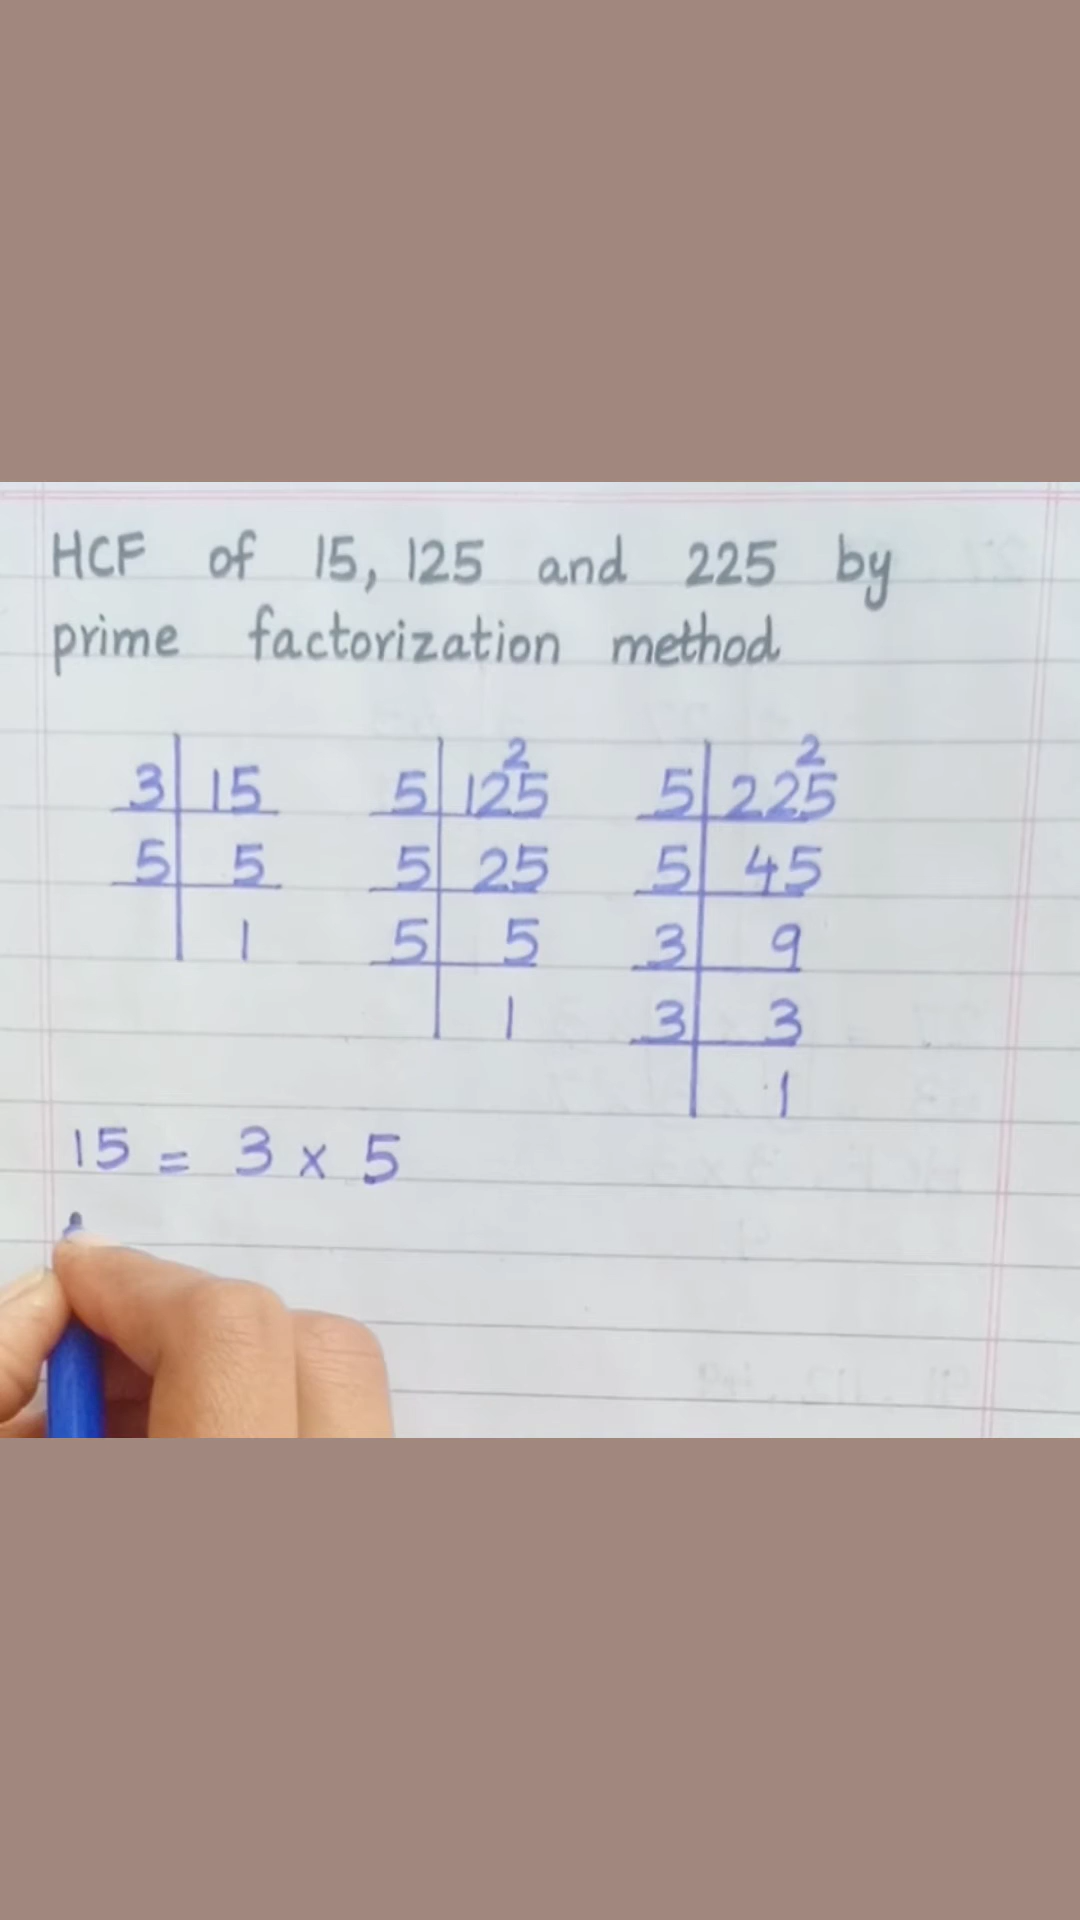 HCF of 15, 125 and 225 by
prime factorization method
2 2
3 15 5 125 5 225
5 5 5 25 5 45
1 5 5 3 9
1 3 3
1
15 = 3 x 5